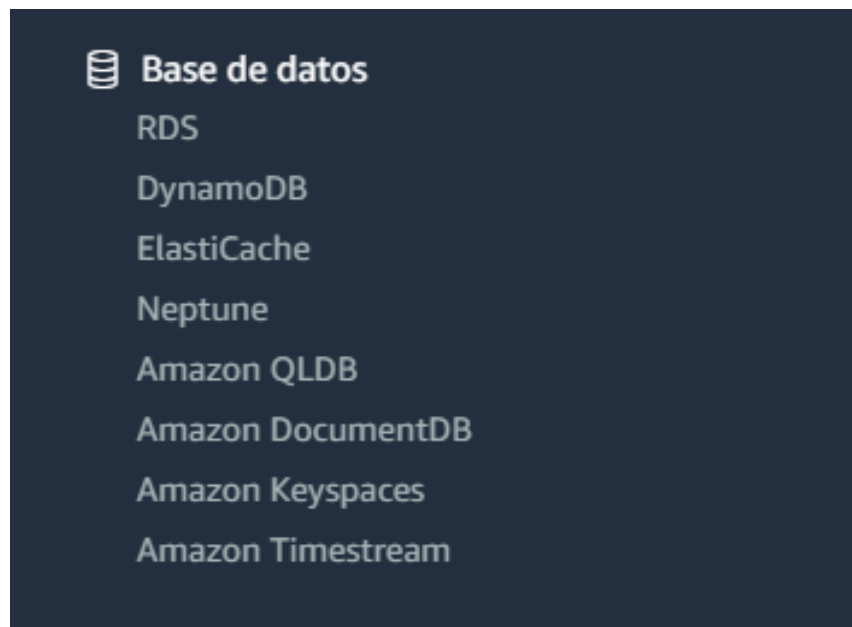 Base de datos
RDS
DynamoDB
ElastiCache
Neptune
Amazon QLDB
Amazon DocumentDB
Amazon Keyspaces
Amazon Timestream